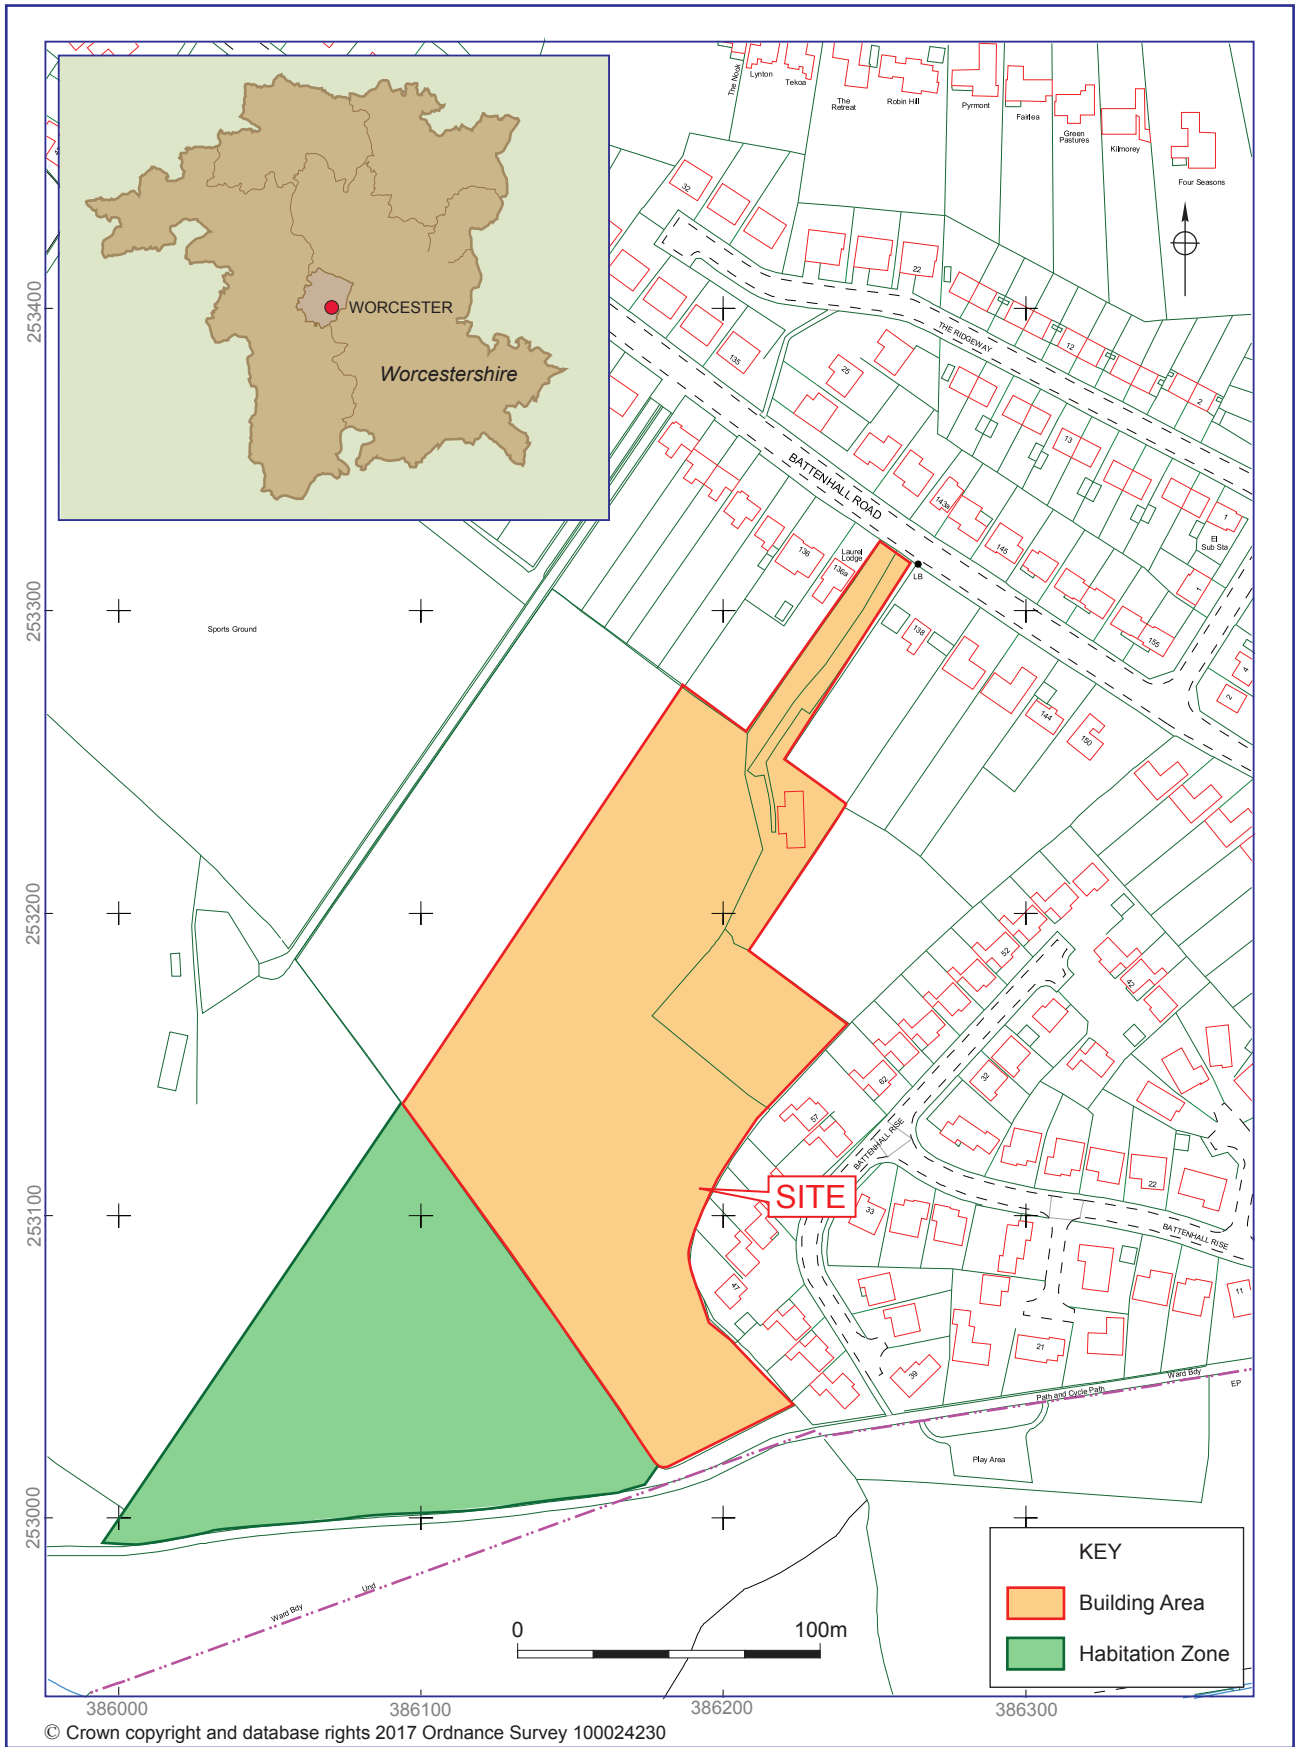 The Nook
Lynton
Tekoa
The
Retreat
Robin Hill
Pyrmont
Fairlea
Green
Pastures
Kilmorey
Four Seasons
32
22
WORCESTER
Worcestershire
THE RIDGEWAY
12
2
135
25
13
BATTENHALL ROAD
143a
145
1
El
Sub Sta
1
155
4
2
136
Laurel
Lodge
136a
LB
138
144
150
Sports Ground
52
42
62
32
57
BATTENHALL RISE
22
SITE
33
BATTENHALL RISE
47
11
21
39
Path and Cycle Path
Ward Bdy
EP
Play Area
Ward Bdy
Und
253400
253300
253200
253100
253000
KEY
Building Area
Habitation Zone
0
100m
386000
386100
386200
386300
© Crown copyright and database rights 2017 Ordnance Survey 100024230